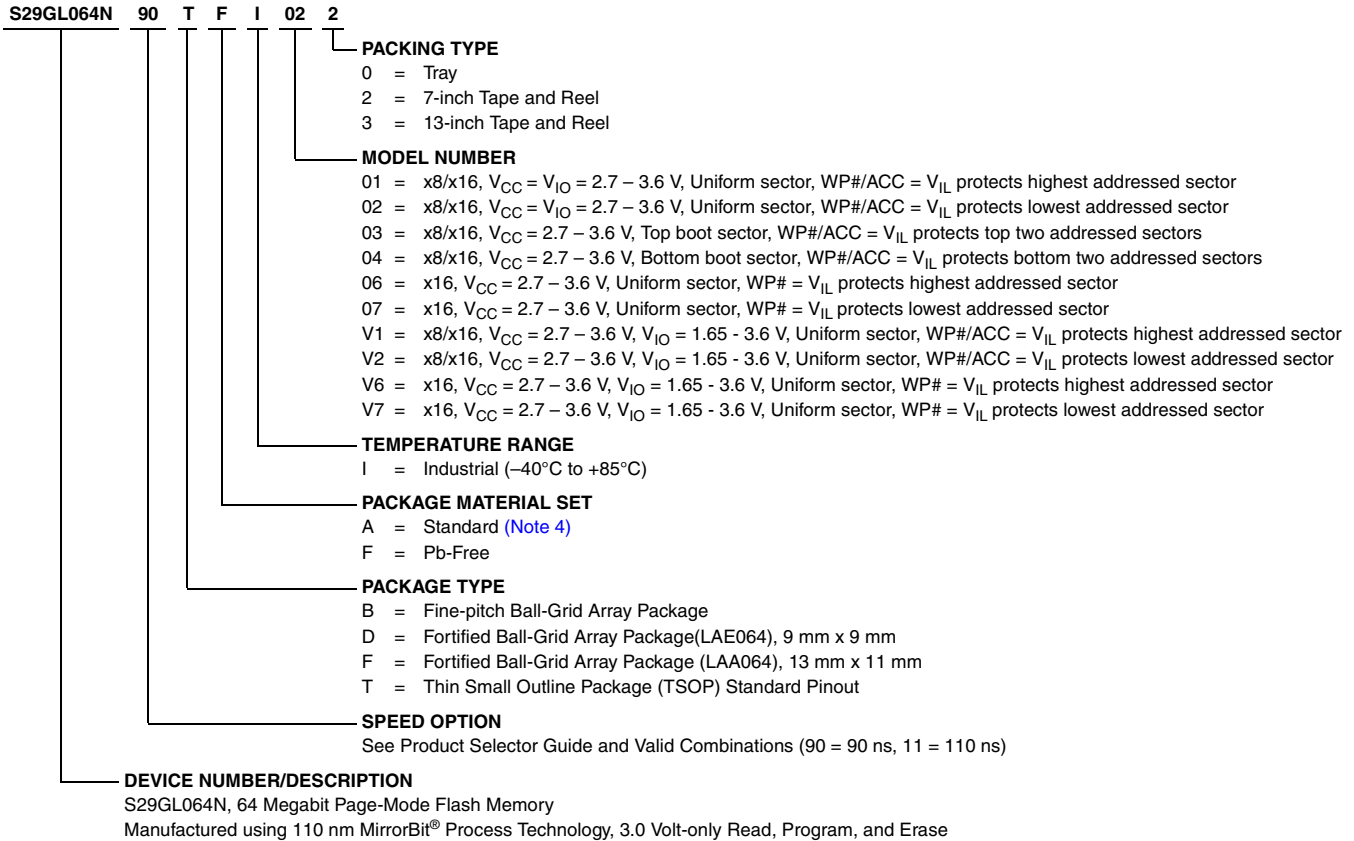 S29GL064N 90 T F I 02 2
PACKING TYPE
0 = Tray
2 = 7-inch Tape and Reel
3 = 13-inch Tape and Reel
MODEL NUMBER
01 = x8/x16, VCC = VIO = 2.7 – 3.6 V, Uniform sector, WP#/ACC = VIL protects highest addressed sector
02 = x8/x16, VCC = VIO = 2.7 – 3.6 V, Uniform sector, WP#/ACC = VIL protects lowest addressed sector
03 = x8/x16, VCC = 2.7 – 3.6 V, Top boot sector, WP#/ACC = VIL protects top two addressed sectors
04 = x8/x16, VCC = 2.7 – 3.6 V, Bottom boot sector, WP#/ACC = VIL protects bottom two addressed sectors
06 = x16, VCC = 2.7 – 3.6 V, Uniform sector, WP# = VIL protects highest addressed sector
07 = x16, VCC = 2.7 – 3.6 V, Uniform sector, WP# = VIL protects lowest addressed sector
V1 = x8/x16, VCC = 2.7 – 3.6 V, VIO = 1.65 - 3.6 V, Uniform sector, WP#/ACC = VIL protects highest addressed sector
V2 = x8/x16, VCC = 2.7 – 3.6 V, VIO = 1.65 - 3.6 V, Uniform sector, WP#/ACC = VIL protects lowest addressed sector
V6 = x16, VCC = 2.7 – 3.6 V, VIO = 1.65 - 3.6 V, Uniform sector, WP# = VIL protects highest addressed sector
V7 = x16, VCC = 2.7 – 3.6 V, VIO = 1.65 - 3.6 V, Uniform sector, WP# = VIL protects lowest addressed sector
TEMPERATURE RANGE
I = Industrial (–40°C to +85°C)
PACKAGE MATERIAL SET
A = Standard (Note 4)
F = Pb-Free
PACKAGE TYPE
B = Fine-pitch Ball-Grid Array Package
D = Fortified Ball-Grid Array Package(LAE064), 9 mm x 9 mm
F = Fortified Ball-Grid Array Package (LAA064), 13 mm x 11 mm
T = Thin Small Outline Package (TSOP) Standard Pinout
SPEED OPTION
See Product Selector Guide and Valid Combinations (90 = 90 ns, 11 = 110 ns)
DEVICE NUMBER/DESCRIPTION
S29GL064N, 64 Megabit Page-Mode Flash Memory
Manufactured using 110 nm MirrorBit® Process Technology, 3.0 Volt-only Read, Program, and Erase